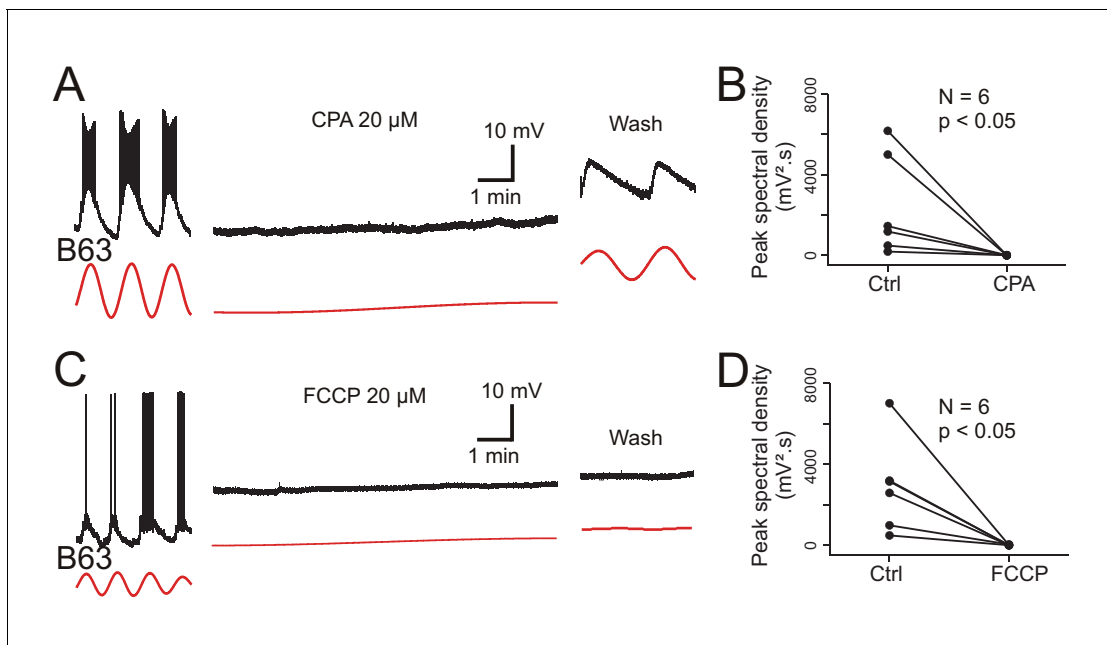 A
CPA 20 µM
10 mV
1 min
Wash
B63
B
Peak spectral density
(mV².s)
8000
4000
0
N = 6
p < 0.05
Ctrl
CPA
C
FCCP 20 µM
10 mV
1 min
Wash
B63
D
Peak spectral density
(mV².s)
8000
4000
0
N = 6
p < 0.05
Ctrl
FCCP